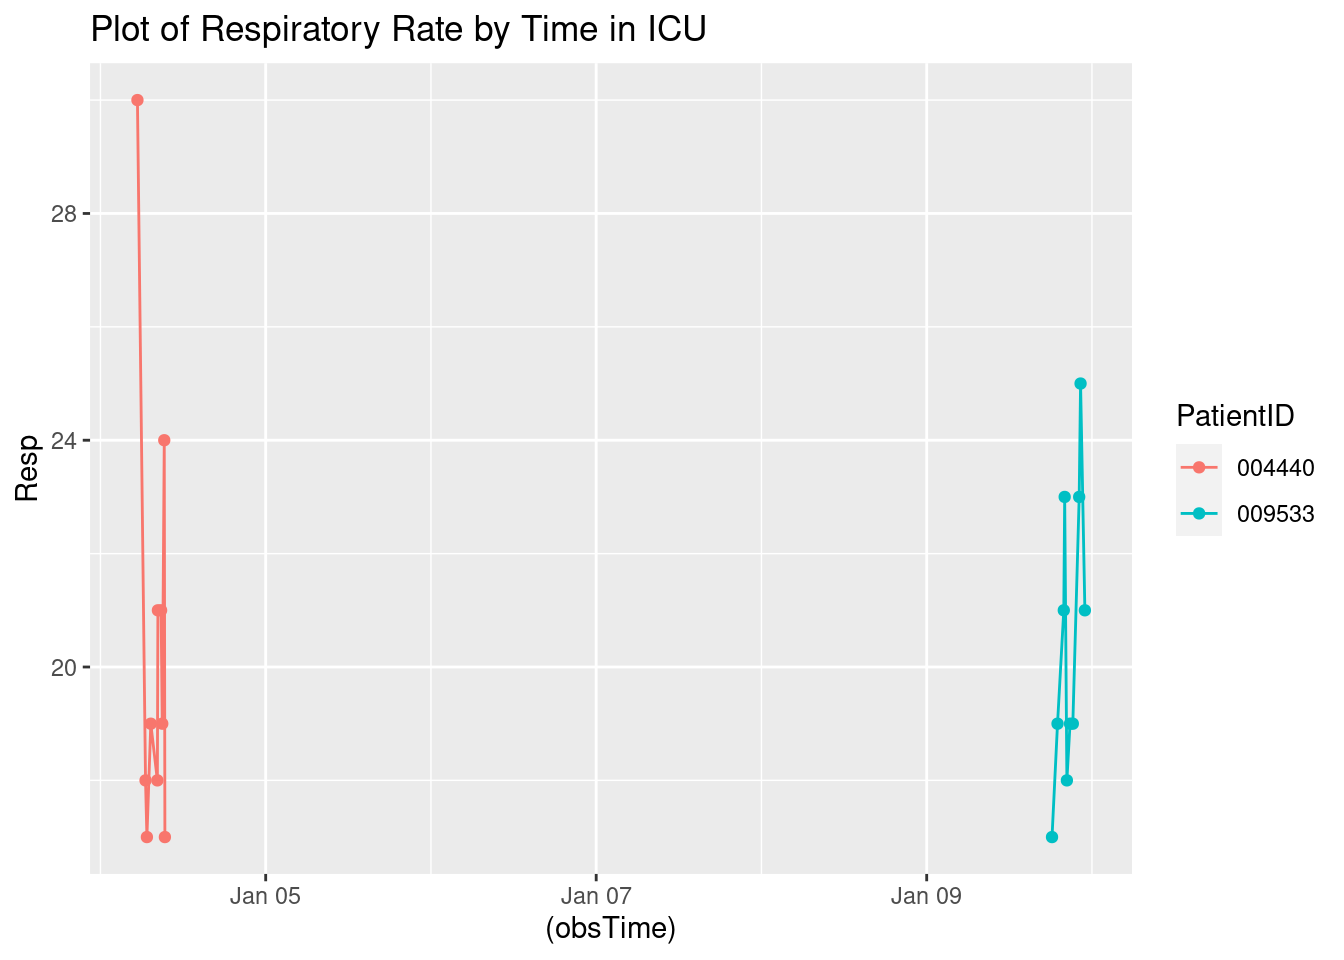 Plot of Respiratory Rate by Time in ICU
28
24
20
Resp
Jan 05
Jan 07
Jan 09
(obsTime)
PatientID
004440
009533